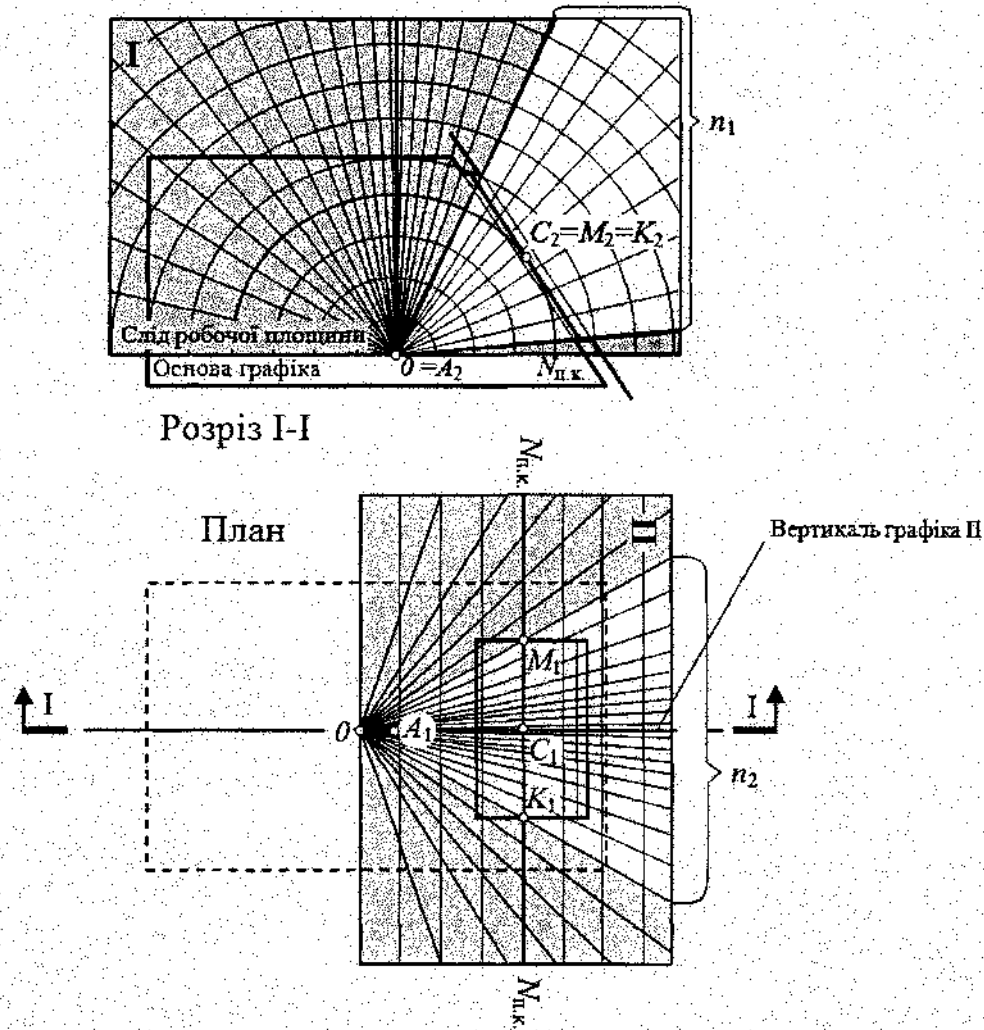 I
n₁
C₂=M₂=K₂
Слід робочої площини
Основа графіка
0 =A₂
Nп.к.
Розріз I-I
Nп.к.
План
II
Вертикаль графіка II
M₁
I
I
0
A₁
C₁
n₂
K₁
Nп.к.